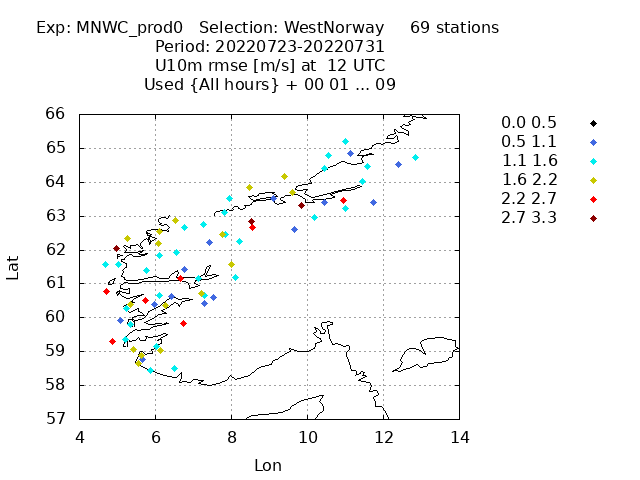 Exp: MNWC_prod0   Selection: WestNorway     69 stations
Period: 20220723-20220731
U10m rmse [m/s] at  12 UTC
Used {All hours} + 00 01 ... 09
66
65
64
63
62
61
60
59
58
57
Lat
4 6 8 10 12 14
Lon
0.0 0.5
0.5 1.1
1.1 1.6
1.6 2.2
2.2 2.7
2.7 3.3